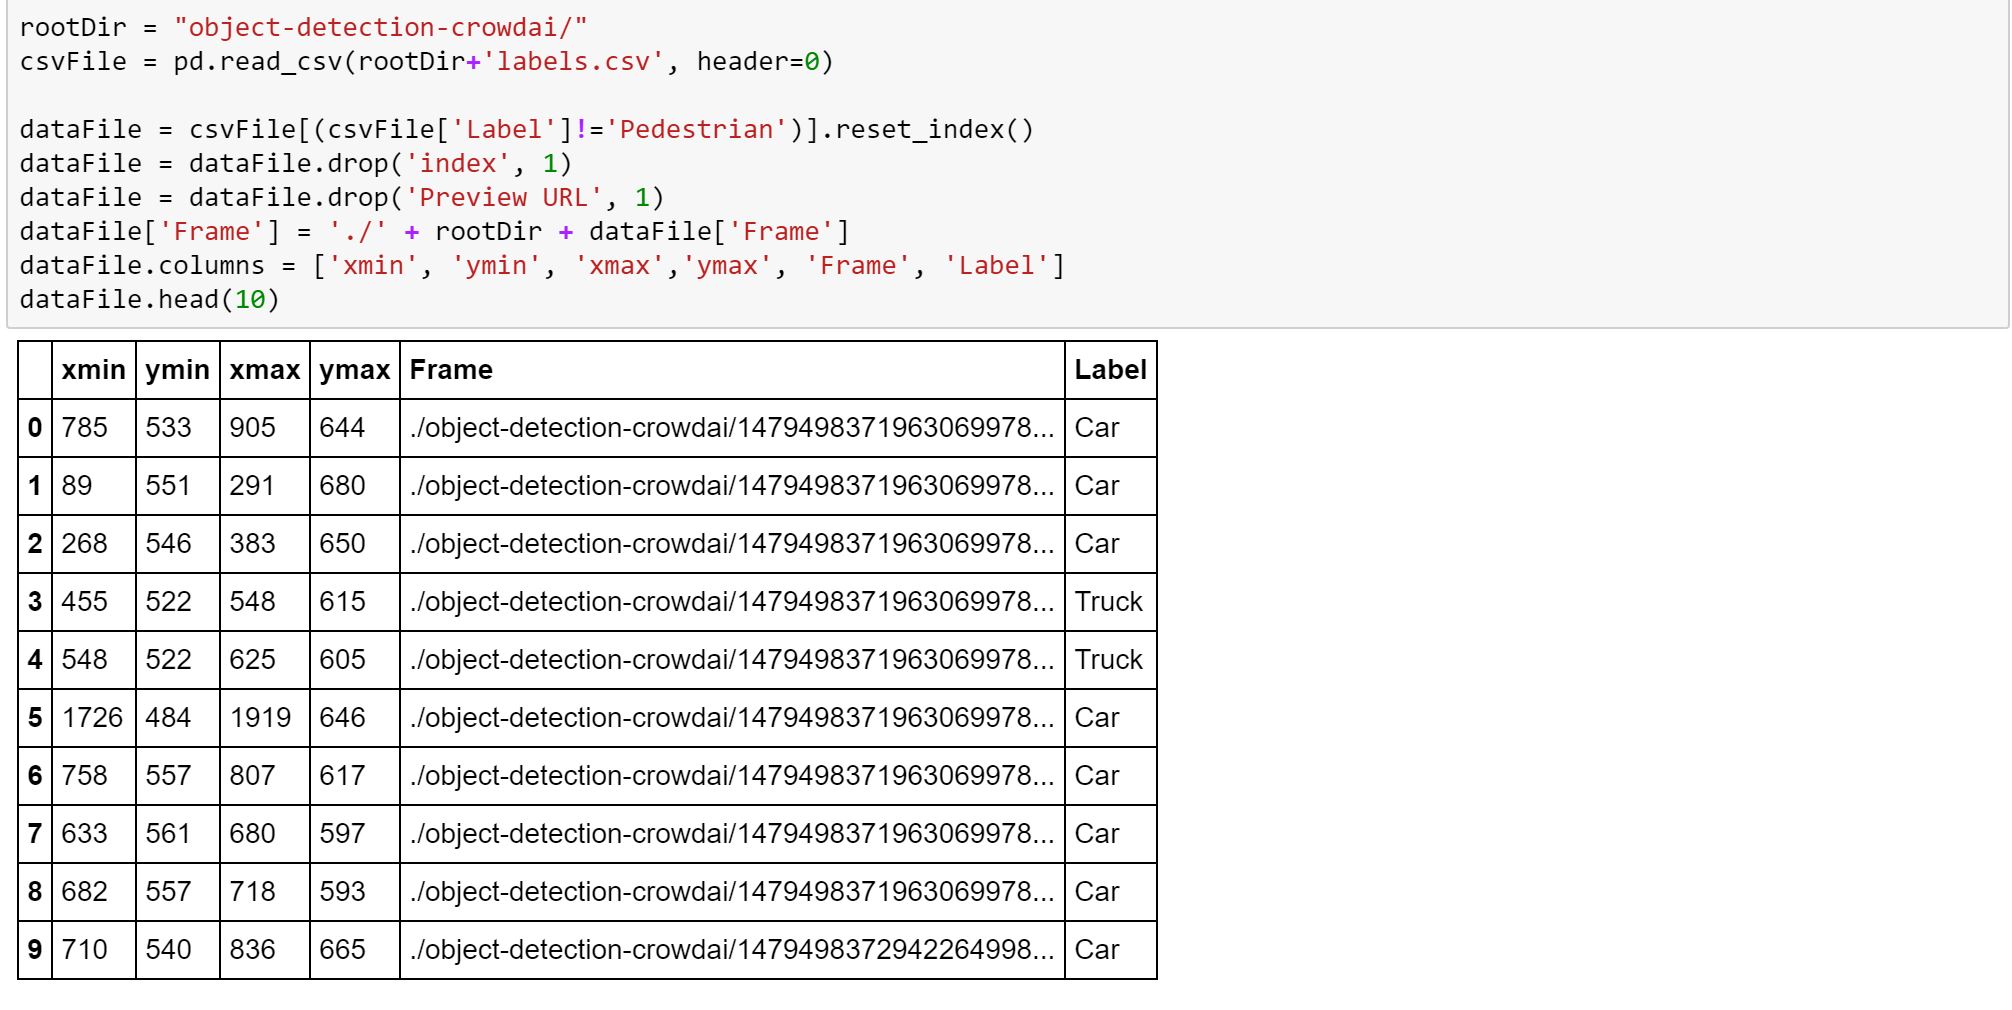 rootDir = "object-detection-crowdai/"
csvFile = pd.read_csv(rootDir+'labels.csv', header=0)
dataFile = csvFile[(csvFile['Label']!='Pedestrian')].reset_index()
dataFile = dataFile.drop('index', 1)
dataFile = dataFile.drop('Preview URL', 1)
dataFile['Frame'] = './' + rootDir + dataFile['Frame']
dataFile.columns = ['xmin', 'ymin', 'xmax','ymax', 'Frame', 'Label']
dataFile.head(10)
xmin ymin xmax ymax Frame Label
0 785 533 905 644 ./object-detection-crowdai/1479498371963069978... Car
1 89 551 291 680 ./object-detection-crowdai/1479498371963069978... Car
2 268 546 383 650 ./object-detection-crowdai/1479498371963069978... Car
3 455 522 548 615 ./object-detection-crowdai/1479498371963069978... Truck
4 548 522 625 605 ./object-detection-crowdai/1479498371963069978... Truck
5 1726 484 1919 646 ./object-detection-crowdai/1479498371963069978... Car
6 758 557 807 617 ./object-detection-crowdai/1479498371963069978... Car
7 633 561 680 597 ./object-detection-crowdai/1479498371963069978... Car
8 682 557 718 593 ./object-detection-crowdai/1479498371963069978... Car
9 710 540 836 665 ./object-detection-crowdai/1479498372942264998... Car